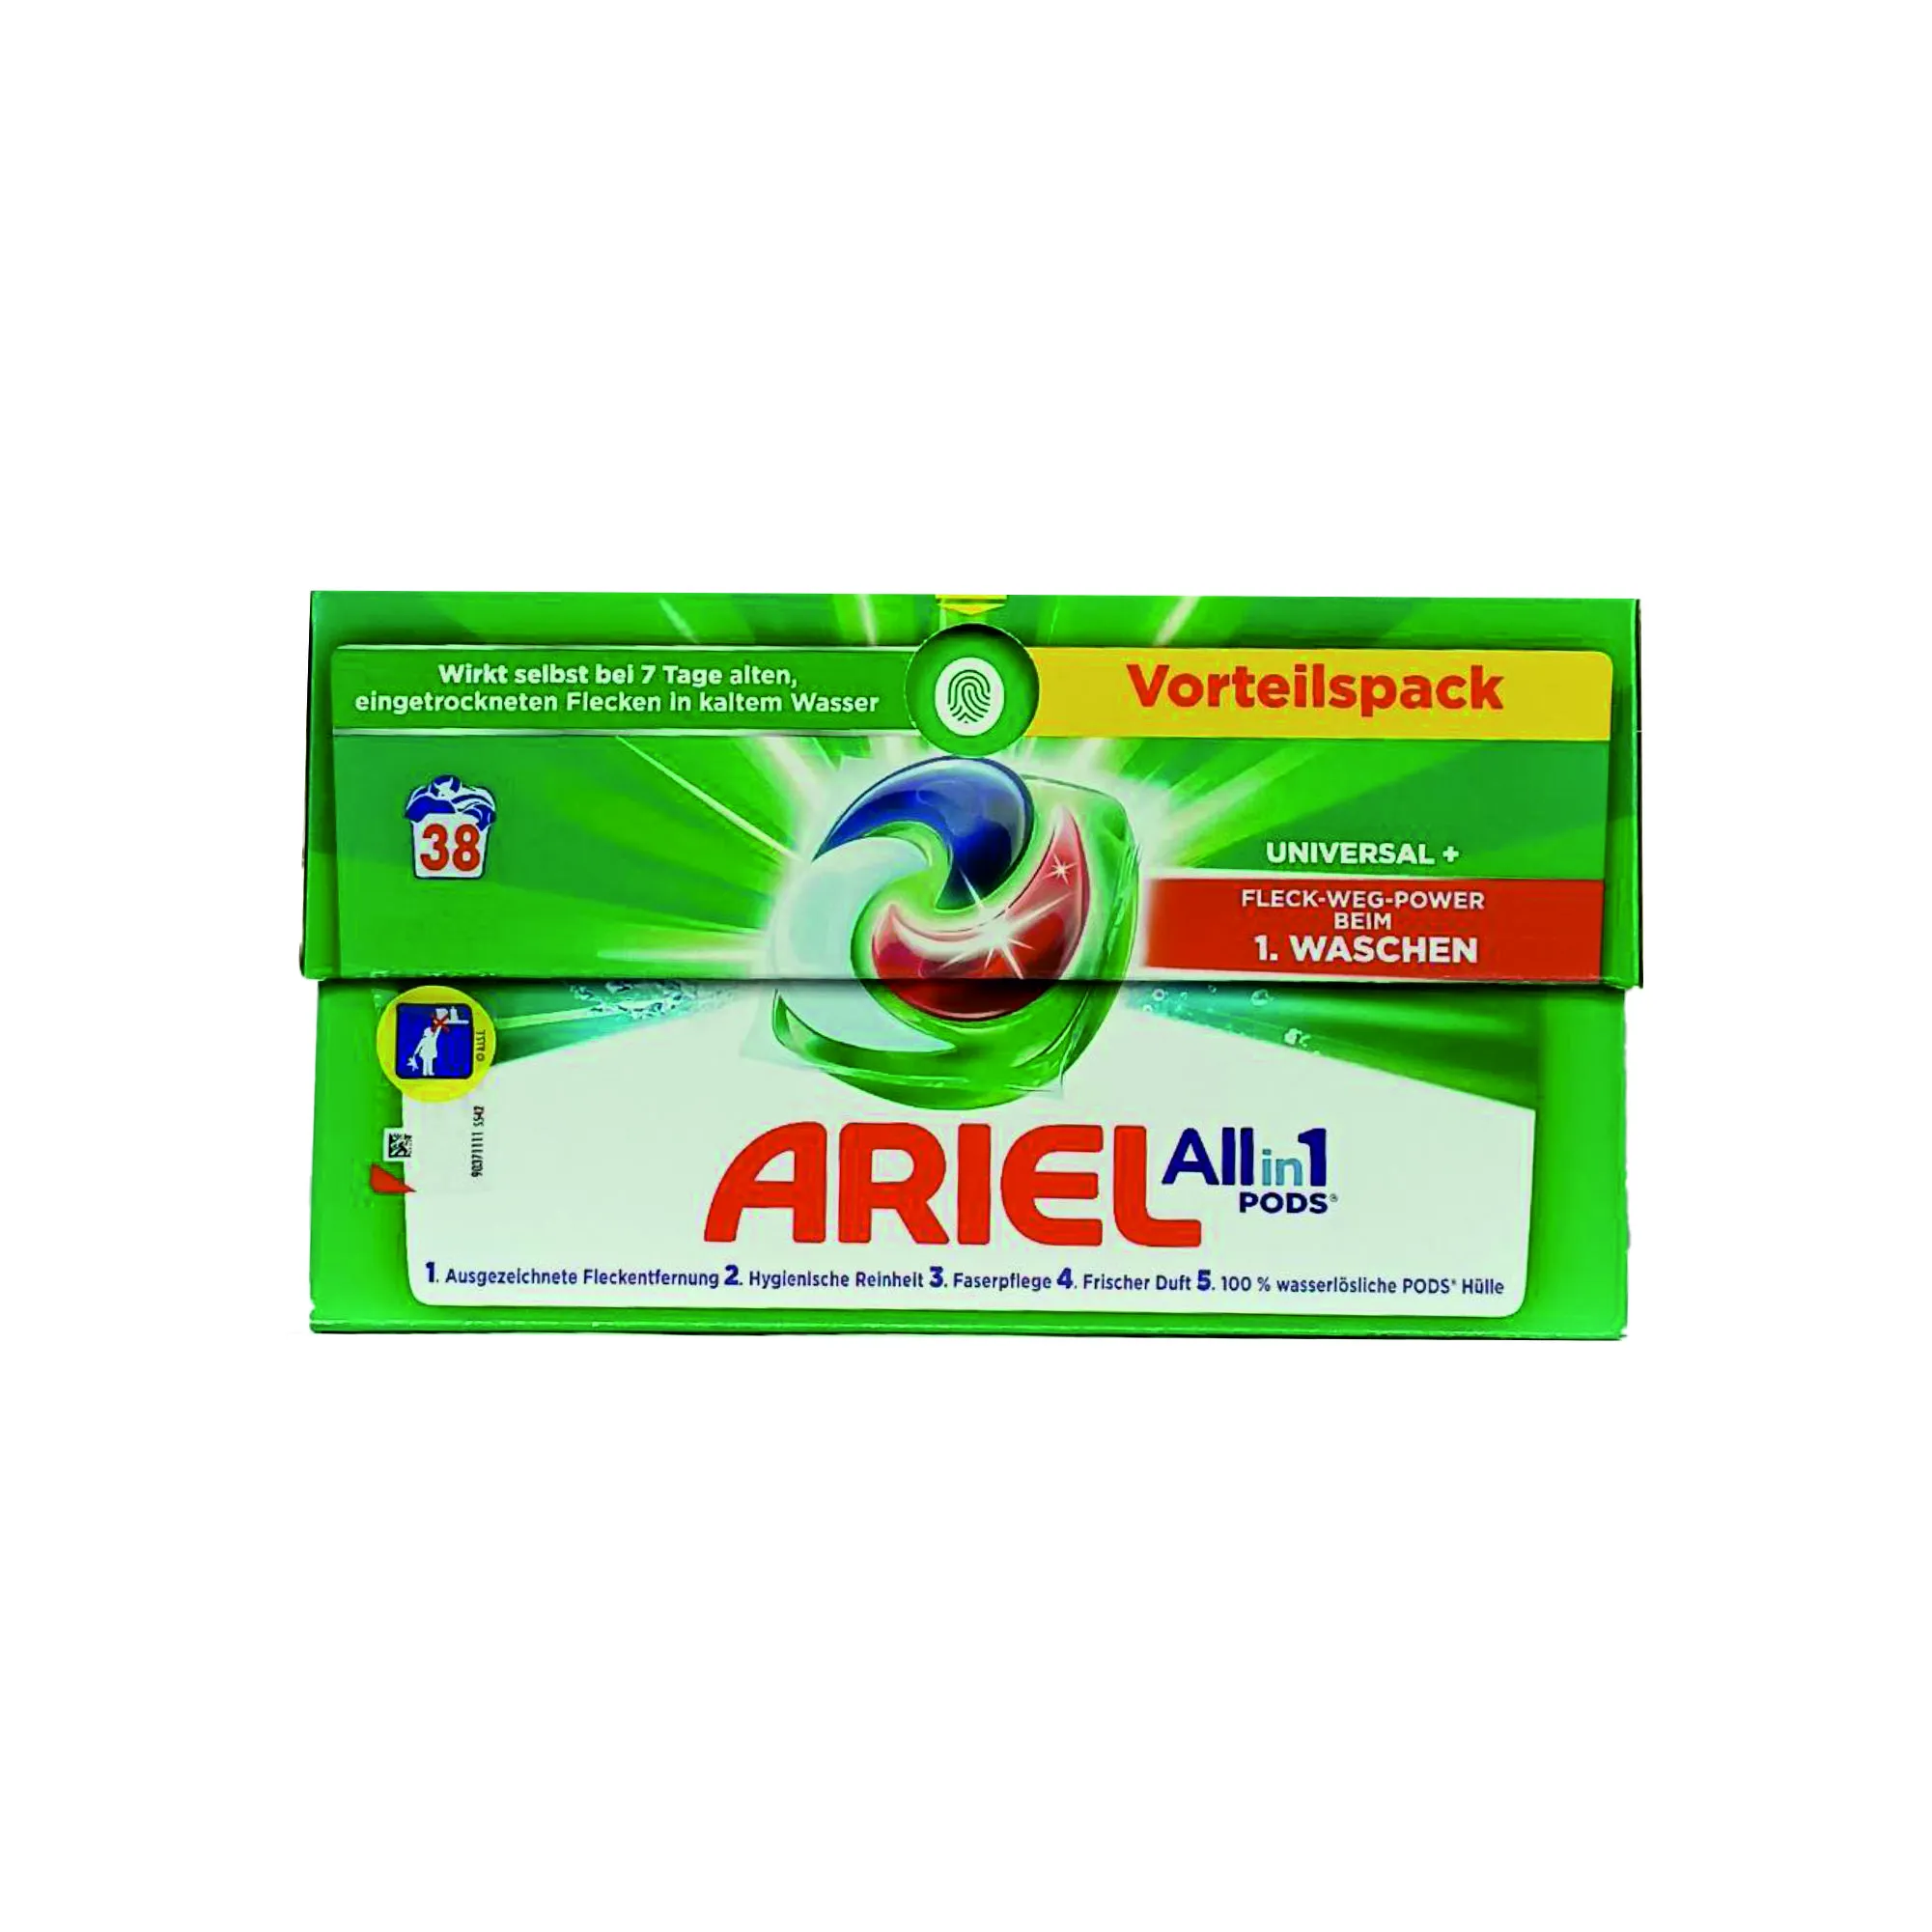 Wirkt selbst bei 7 Tage alten,
eingetrockneten Flecken in kaltem Wasser
Vorteilspack
38
UNIVERSAL +
FLECK-WEG-POWER
BEIM
1. WASCHEN
© A.I.S.E.
90371111 5542
ARIEL All in 1
PODS®
1. Ausgezeichnete Fleckentfernung 2. Hygienische Reinheit 3. Faserpflege 4. Frischer Duft 5. 100 % wasserlösliche PODS® Hülle